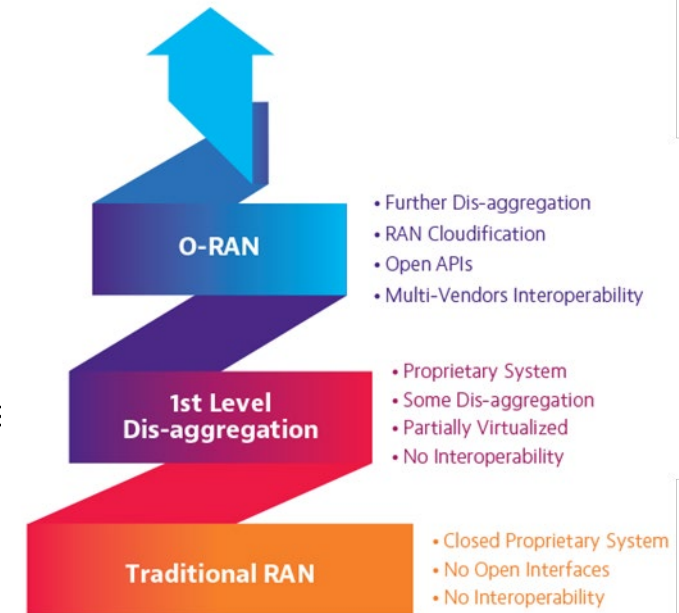 O-RAN
• Further Dis-aggregation
• RAN Cloudification
• Open APIs
• Multi-Vendors Interoperability
1st Level
Dis-aggregation
• Proprietary System
• Some Dis-aggregation
• Partially Virtualized
• No Interoperability
Traditional RAN
• Closed Proprietary System
• No Open Interfaces
• No Interoperability